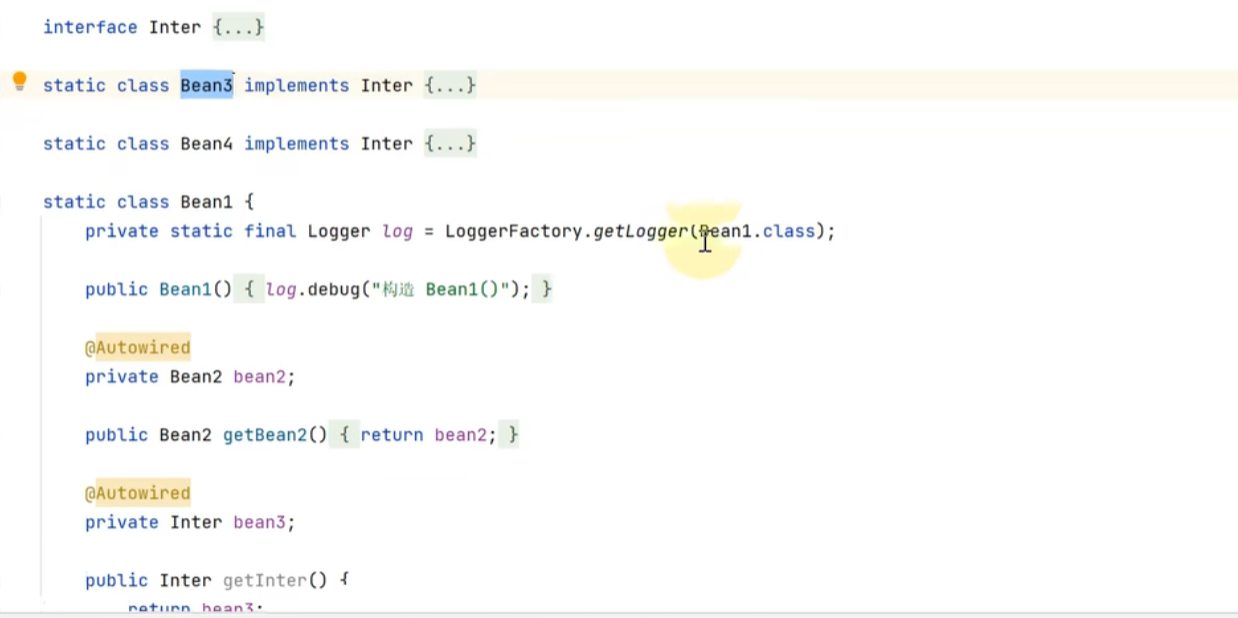 interface Inter {...}
static class Bean3 implements Inter {...}
static class Bean4 implements Inter {...}
static class Bean1 {
private static final Logger log = LoggerFactory.getLogger(Bean1.class);
public Bean1() { log.debug("构造 Bean1()"); }
@Autowired
private Bean2 bean2;
public Bean2 getBean2() { return bean2; }
@Autowired
private Inter bean3;
public Inter getInter() {
return bean3;